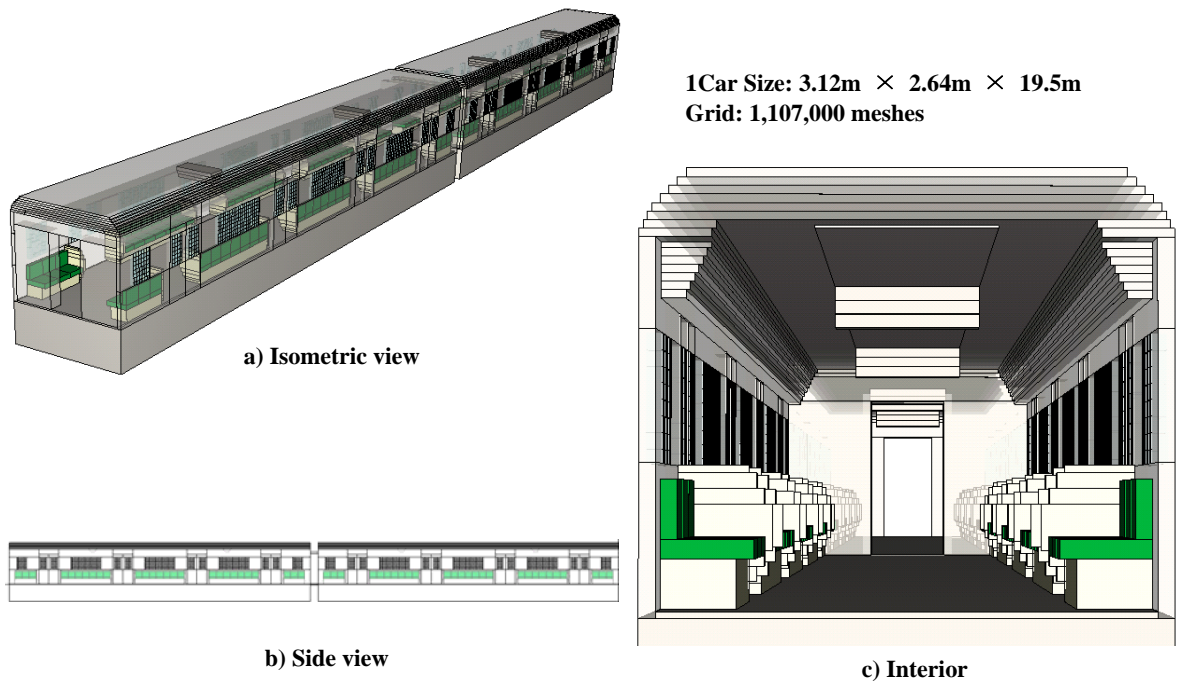 1Car Size: 3.12m × 2.64m × 19.5m
Grid: 1,107,000 meshes
a) Isometric view
b) Side view
c) Interior